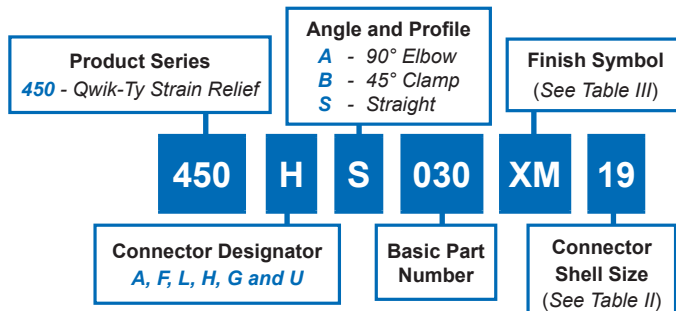 Product Series
450 - Qwik-Ty Strain Relief
Angle and Profile
A - 90° Elbow
B - 45° Clamp
S - Straight
Finish Symbol
(See Table III)
450 H S 030 XM 19
Connector Designator
A, F, L, H, G and U
Basic Part
Number
Connector
Shell Size
(See Table II)